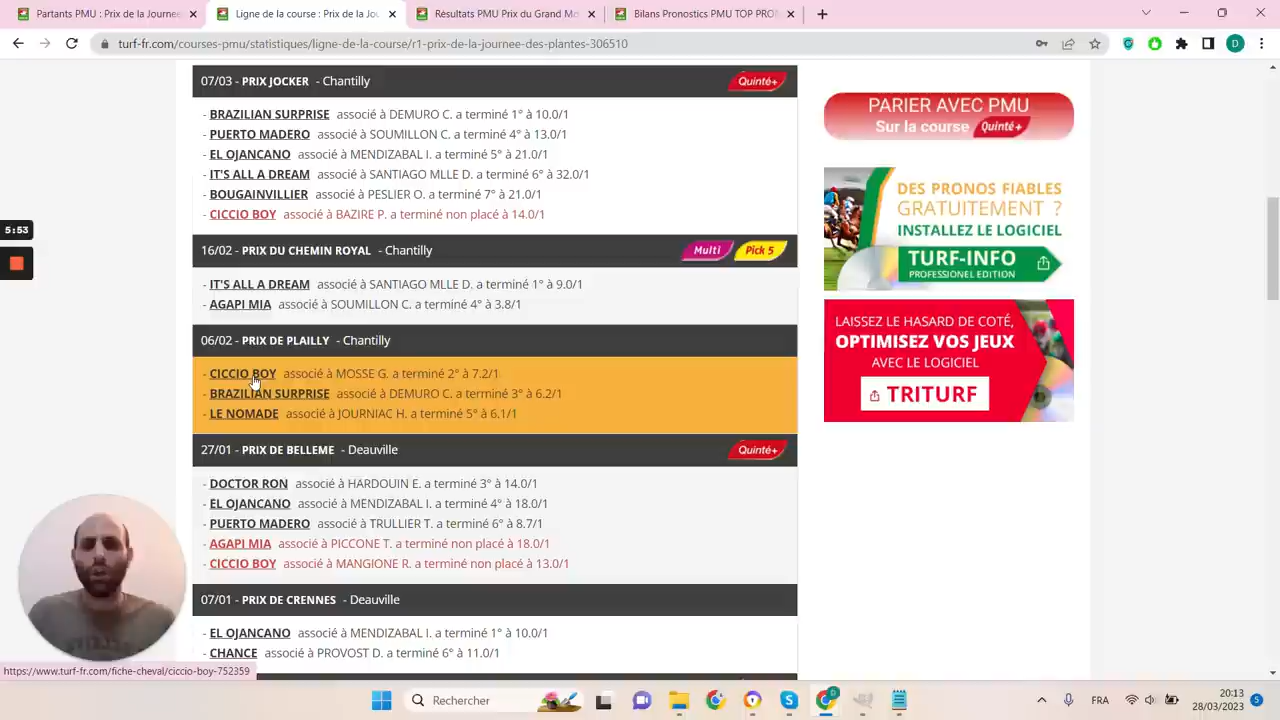 Partants PMU : Prix de la Journee
Ligne de la course : Prix de la Jou
Résultats PMU Prix du Grand Mo
Bilans Pronostics PMU TOP PRO
turf-fr.com/courses-pmu/statistiques/ligne-de-la-course/r1-prix-de-la-journee-des-plantes-306510
D
07/03 - PRIX JOCKER - Chantilly
Quinté+
- BRAZILIAN SURPRISE associé à DEMURO C. a terminé 1° à 10.0/1
- PUERTO MADERO associé à SOUMILLON C. a terminé 4° à 13.0/1
- EL OJANCANO associé à MENDIZABAL I. a terminé 5° à 21.0/1
- IT'S ALL A DREAM associé à SANTIAGO MLLE D. a terminé 6° à 32.0/1
- BOUGAINVILLIER associé à PESLIER O. a terminé 7° à 21.0/1
- CICCIO BOY associé à BAZIRE P. a terminé non placé à 14.0/1
16/02 - PRIX DU CHEMIN ROYAL - Chantilly
Multi Pick 5
- IT'S ALL A DREAM associé à SANTIAGO MLLE D. a terminé 1° à 9.0/1
- AGAPI MIA associé à SOUMILLON C. a terminé 4° à 3.8/1
06/02 - PRIX DE PLAILLY - Chantilly
- CICCIO BOY associé à MOSSE G. a terminé 2° à 7.2/1
- BRAZILIAN SURPRISE associé à DEMURO C. a terminé 3° à 6.2/1
- LE NOMADE associé à JOURNIAC H. a terminé 5° à 6.1/1
27/01 - PRIX DE BELLEME - Deauville
Quinté+
- DOCTOR RON associé à HARDOUIN E. a terminé 3° à 14.0/1
- EL OJANCANO associé à MENDIZABAL I. a terminé 4° à 18.0/1
- PUERTO MADERO associé à TRULLIER T. a terminé 6° à 8.7/1
- AGAPI MIA associé à PICCONE T. a terminé non placé à 18.0/1
- CICCIO BOY associé à MANGIONE R. a terminé non placé à 13.0/1
07/01 - PRIX DE CRENNES - Deauville
- EL OJANCANO associé à MENDIZABAL I. a terminé 1° à 10.0/1
- CHANCE associé à PROVOST D. a terminé 6° à 11.0/1
PARIER AVEC PMU
Sur la course Quinté+
DES PRONOS FIABLES
GRATUITEMENT ?
INSTALLEZ LE LOGICIEL
TURF-INFO
PROFESSIONEL EDITION
LAISSEZ LE HASARD DE COTÉ,
OPTIMISEZ VOS JEUX
AVEC LE LOGICIEL
TRITURF
5:53
https://www.turf-fr.com/fiche-cheval/ciccio-boy-752359
Rechercher
FRA
20:13
28/03/2023